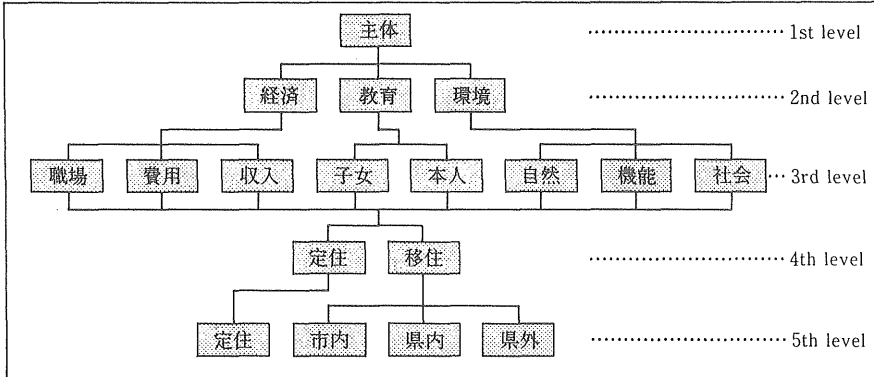 主体 ‥‥‥‥‥‥‥‥‥‥‥ 1st level
経済 教育 環境 ‥‥‥‥‥‥‥‥‥‥‥ 2nd level
職場 費用 収入 子女 本人 自然 機能 社会 … 3rd level
定住 移住 ‥‥‥‥‥‥‥‥‥‥‥ 4th level
定住 市内 県内 県外 ‥‥‥‥‥‥‥‥‥‥‥ 5th level